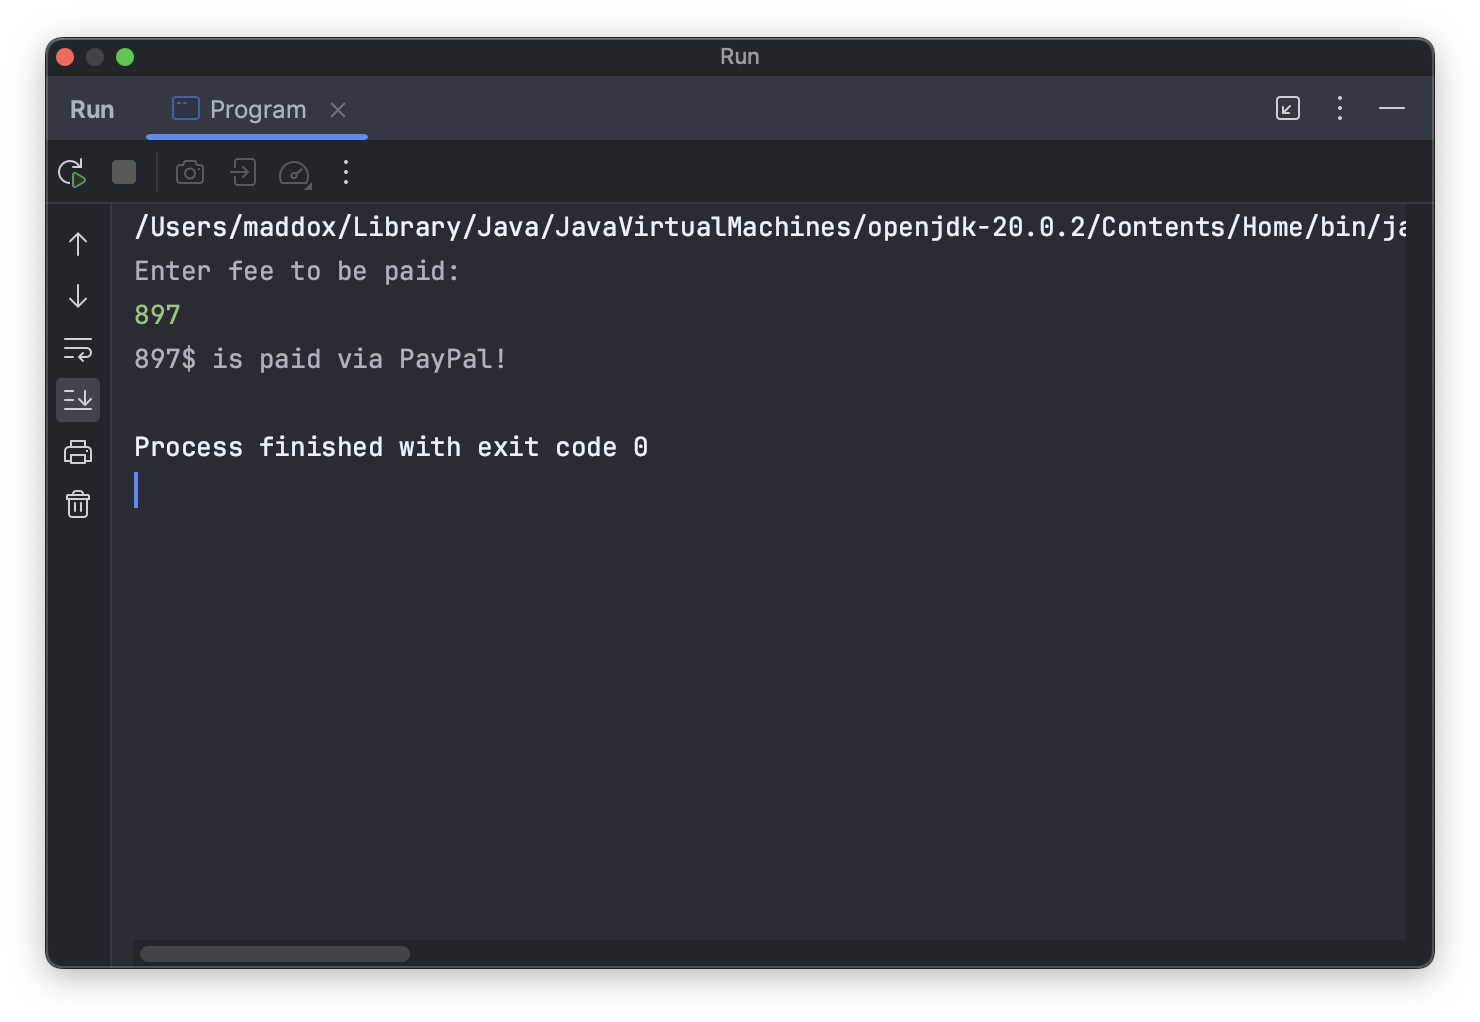 Run
Run Program
/Users/maddox/Library/Java/JavaVirtualMachines/openjdk-20.0.2/Contents/Home/bin/ja
Enter fee to be paid:
897
897$ is paid via PayPal!
Process finished with exit code 0